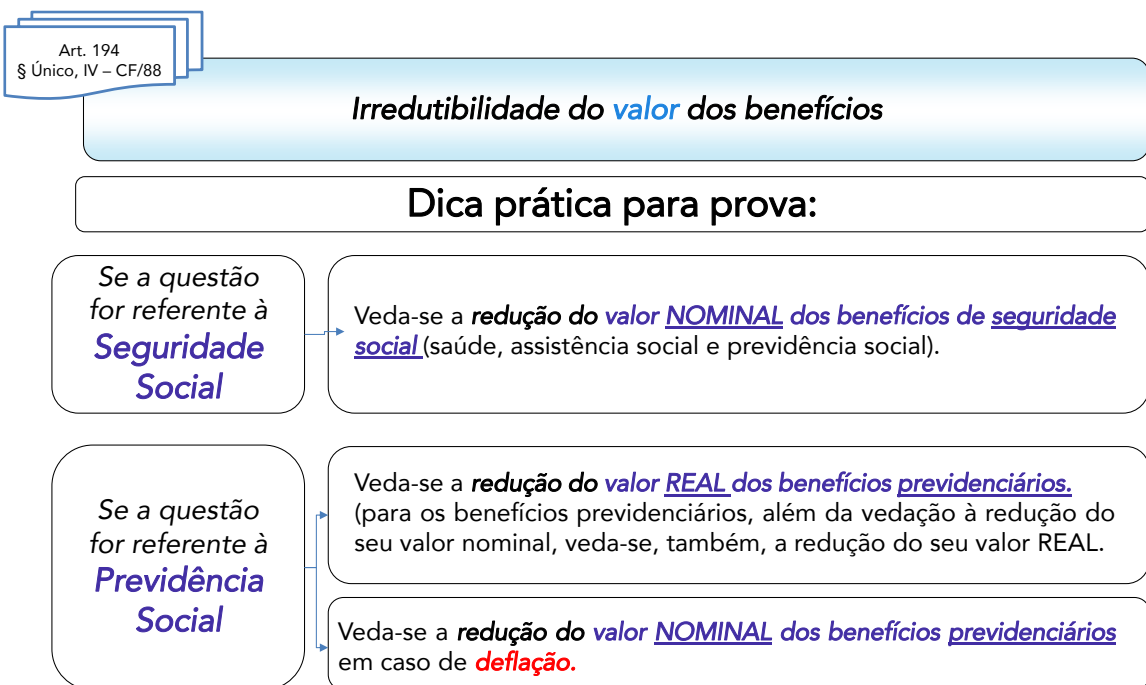 Art. 194
§ Único, IV – CF/88
Irredutibilidade do valor dos benefícios
Dica prática para prova:
Se a questão
for referente à
Seguridade
Social
Veda-se a redução do valor NOMINAL dos benefícios de seguridade
social (saúde, assistência social e previdência social).
Se a questão
for referente à
Previdência
Social
Veda-se a redução do valor REAL dos benefícios previdenciários.
(para os benefícios previdenciários, além da vedação à redução do
seu valor nominal, veda-se, também, a redução do seu valor REAL.
Veda-se a redução do valor NOMINAL dos benefícios previdenciários
em caso de deflação.